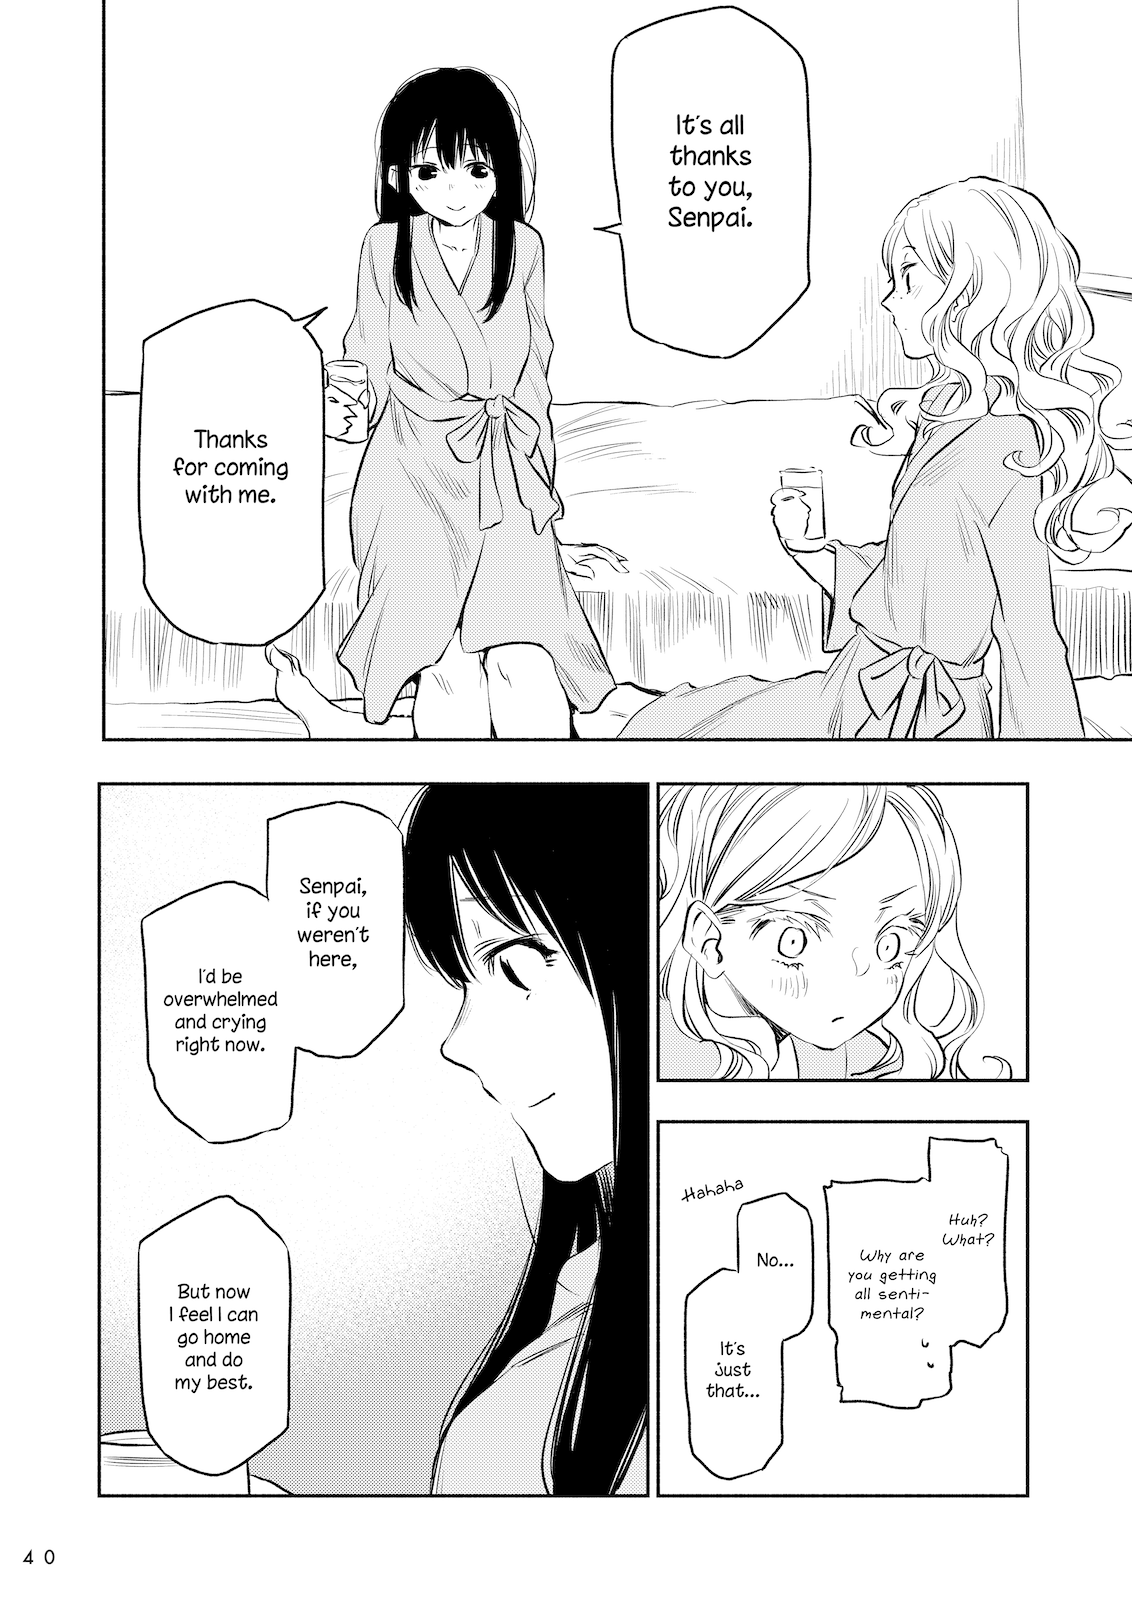 It's all
thanks
to you,
Senpai.
Thanks
for coming
with me.
Huh?
What?
Why are
you getting
all senti-
mental?
Hahaha
No...
It's
just
that...
Senpai,
if you
weren't
here,
I'd be
overwhelmed
and crying
right now.
But now
I feel I can
go home
and do
my best.
40